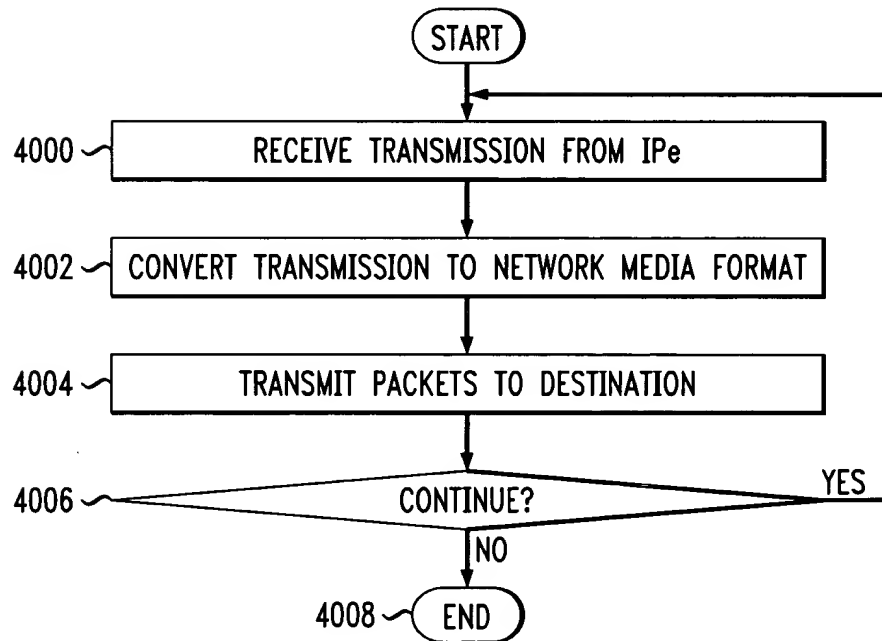 START
4000 RECEIVE TRANSMISSION FROM IPe
4002 CONVERT TRANSMISSION TO NETWORK MEDIA FORMAT
4004 TRANSMIT PACKETS TO DESTINATION
4006 CONTINUE? YES
NO
4008 END